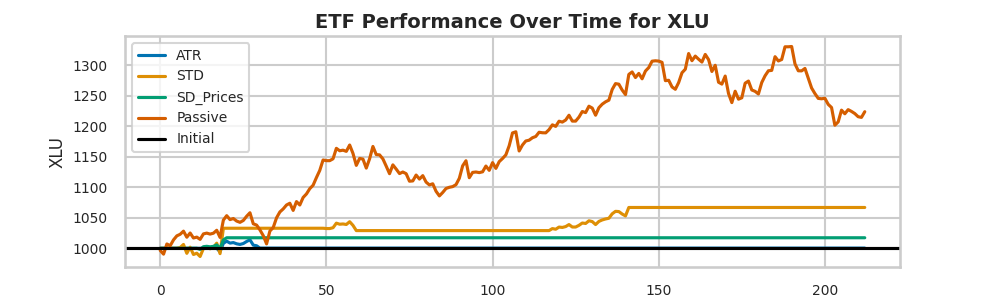 ETF Performance Over Time for XLU
ATR
STD
SD_Prices
Passive
Initial
XLU
1300
1250
1200
1150
1100
1050
1000
0 50 100 150 200